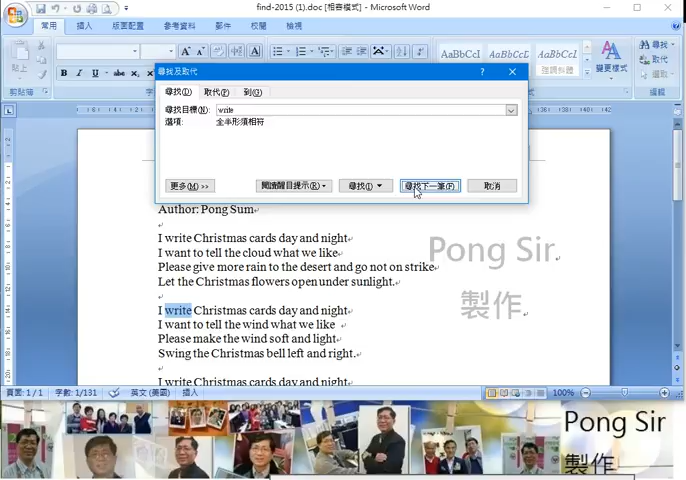 find-2015 (1).doc [相容模式] - Microsoft Word
常用 插入 版面配置 參考資料 郵件 校閱 檢視
貼上
剪貼簿
B I U abc x₂ x²
AaBbCcI AaBbCcD AaBbCcI
強調斜體
變更樣式
尋找
取代
選取
編輯
尋找及取代
尋找(D) 取代(P) 到(G)
尋找目標(N): write
選項: 全半形須相符
更多(M) >> 閱讀醒目提示(R) 尋找(I) 尋找下一筆(F) 取消
Author: Pong Sum
I write Christmas cards day and night
I want to tell the cloud what we like
Please give more rain to the desert and go not on strike
Let the Christmas flowers open under sunlight.
I write Christmas cards day and night
I want to tell the wind what we like
Please make the wind soft and light
Swing the Christmas bell left and right.
I write Christmas cards day and night
Pong Sir
製作
頁面: 1 / 1 字數: 1/131 英文 (美國) 插入 100%
Pong Sir
製作